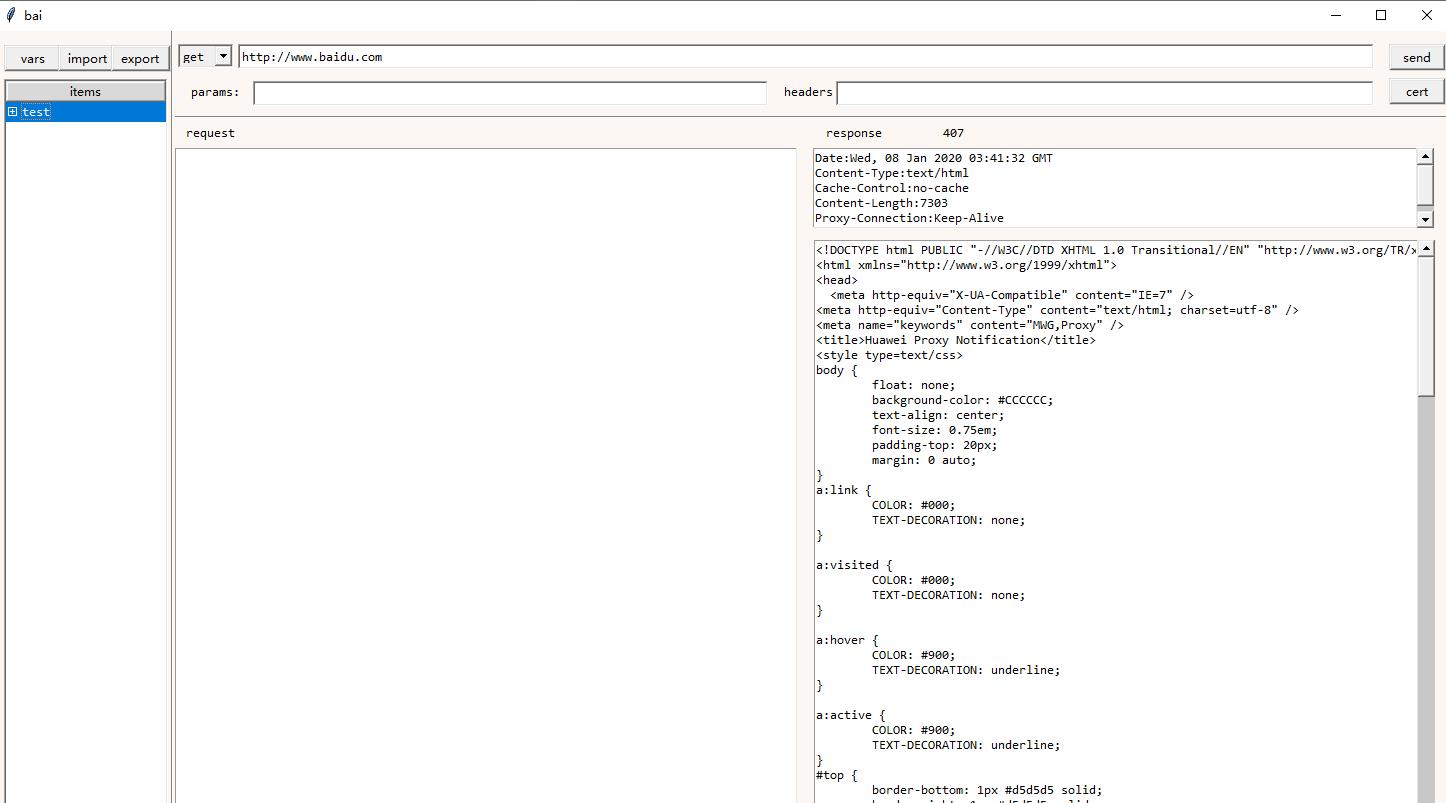 bai
vars import export
get http://www.baidu.com send
params: headers cert
items
test
request
response 407
Date:Wed, 08 Jan 2020 03:41:32 GMT
Content-Type:text/html
Cache-Control:no-cache
Content-Length:7303
Proxy-Connection:Keep-Alive
<!DOCTYPE html PUBLIC "-//W3C//DTD XHTML 1.0 Transitional//EN" "http://www.w3.org/TR/x
<html xmlns="http://www.w3.org/1999/xhtml">
<head>
  <meta http-equiv="X-UA-Compatible" content="IE=7" />
<meta http-equiv="Content-Type" content="text/html; charset=utf-8" />
<meta name="keywords" content="MWG,Proxy" />
<title>Huawei Proxy Notification</title>
<style type=text/css>
body {
        float: none;
        background-color: #CCCCCC;
        text-align: center;
        font-size: 0.75em;
        padding-top: 20px;
        margin: 0 auto;
}
a:link {
        COLOR: #000;
        TEXT-DECORATION: none;
}
a:visited {
        COLOR: #000;
        TEXT-DECORATION: none;
}
a:hover {
        COLOR: #900;
        TEXT-DECORATION: underline;
}
a:active {
        COLOR: #900;
        TEXT-DECORATION: underline;
}
#top {
        border-bottom: 1px #d5d5d5 solid;